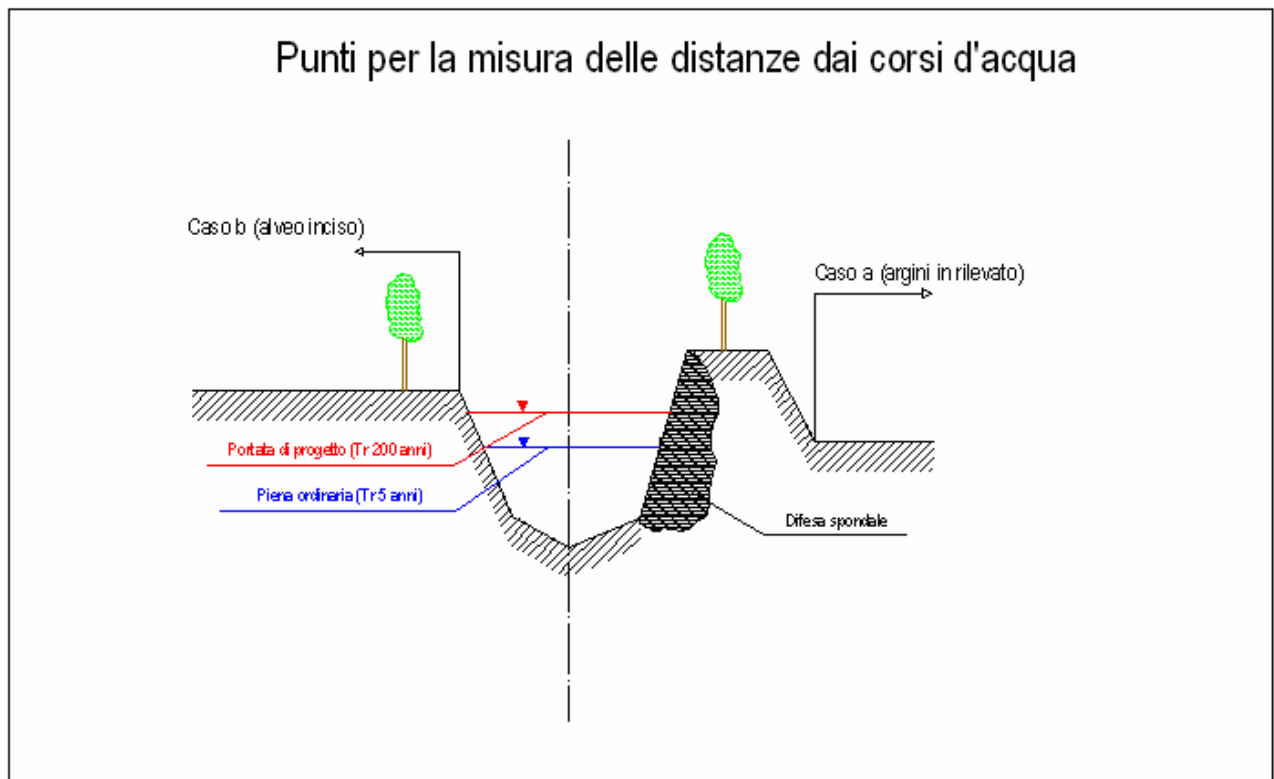 Punti per la misura delle distanze dai corsi d'acqua
Caso b (alveo inciso)
Caso a (argini in rilevato)
Portata di progetto (Tr 200 anni)
Piena ordinaria (Tr 5 anni)
Difesa spondale